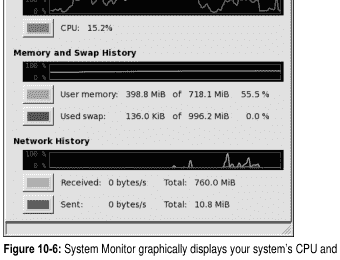 100 %
0 %
CPU: 15.2%
Memory and Swap History
100 %
0 %
User memory: 398.8 MiB of 718.1 MiB 55.5 %
Used swap: 136.0 KiB of 996.2 MiB 0.0 %
Network History
100 %
0 %
Received: 0 bytes/s Total: 760.0 MiB
Sent: 0 bytes/s Total: 10.8 MiB
Figure 10-6: System Monitor graphically displays your system's CPU and